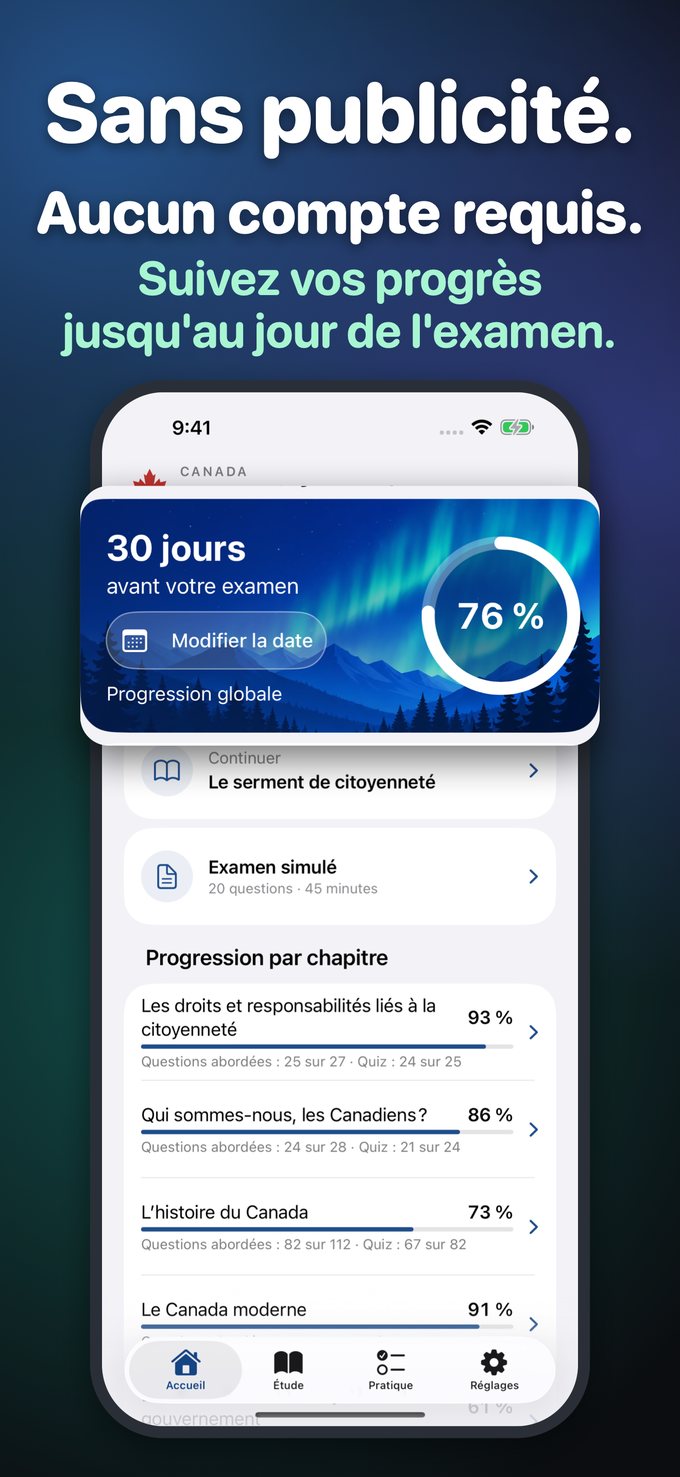 Sans publicité.
Aucun compte requis.
Suivez vos progrès
jusqu'au jour de l'examen.
9:41
CANADA
30 jours
avant votre examen
76 %
Modifier la date
Progression globale
Continuer
Le serment de citoyenneté
Examen simulé
20 questions · 45 minutes
Progression par chapitre
Les droits et responsabilités liés à la
citoyenneté
93 %
Questions abordées : 25 sur 27 · Quiz : 24 sur 25
Qui sommes-nous, les Canadiens ?
86 %
Questions abordées : 24 sur 28 · Quiz : 21 sur 24
L’histoire du Canada
73 %
Questions abordées : 82 sur 112 · Quiz : 67 sur 82
Le Canada moderne
91 %
Accueil
Étude
Pratique
Réglages
gouvernement
61 %